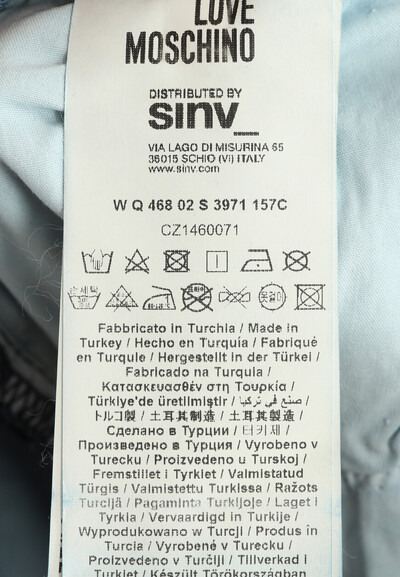 LOVE
MOSCHINO
DISTRIBUTED BY
sinv_
VIA LAGO DI MISURINA 65
36015 SCHIO (VI) ITALY
www.sinv.com
W Q 468 02 S 3971 157C
CZ1460071
Fabbricato in Turchia / Made in
Turkey / Hecho en Turquía / Fabriqué
en Turquie / Hergestellt in der Türkei /
Fabricado na Turquia /
Κατασκευασθέν στη Τουρκία /
Türkiye'de üretilmiştir / صنع في تركيا /
トルコ製 / 土耳其制造 / 土耳其製造 /
Сделано в Турции / 터키제 /
Произведено в Турция / Vyrobeno v
Turecku / Proizvedeno u Turskoj /
Fremstillet i Tyrkiet / Valmistatud
Türgis / Valmistettu Turkissa / Ražots
Turcijā / Pagaminta Turkijoje / Laget i
Tyrkia / Vervaardigd in Turkije /
Wyprodukowano w Turcji / Produs în
Turcia / Vyrobené v Turecku /
Proizvedeno v Turčiji / Tillverkad i
Turkiet / Készült Törökországban